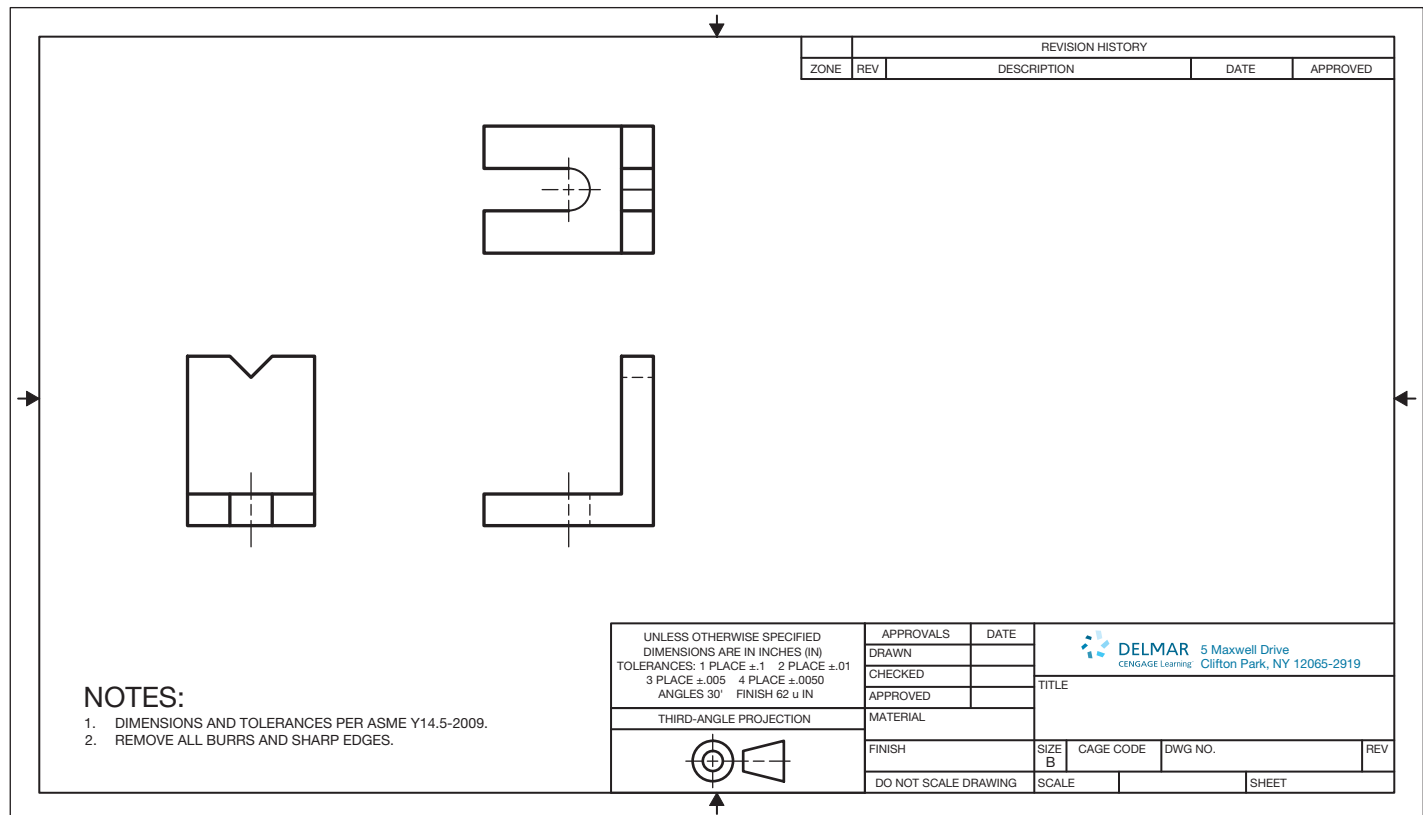 REVISION HISTORY
ZONE REV DESCRIPTION DATE APPROVED
UNLESS OTHERWISE SPECIFIED
DIMENSIONS ARE IN INCHES (IN)
TOLERANCES: 1 PLACE ±.1 2 PLACE ±.01
3 PLACE ±.005 4 PLACE ±.0050
ANGLES 30' FINISH 62 u IN
THIRD-ANGLE PROJECTION
APPROVALS DATE
DRAWN
CHECKED
APPROVED
MATERIAL
FINISH
DO NOT SCALE DRAWING
DELMAR
CENGAGE Learning
5 Maxwell Drive
Clifton Park, NY 12065-2919
TITLE
SIZE CAGE CODE DWG NO. REV
B
SCALE SHEET
NOTES:
1. DIMENSIONS AND TOLERANCES PER ASME Y14.5-2009.
2. REMOVE ALL BURRS AND SHARP EDGES.